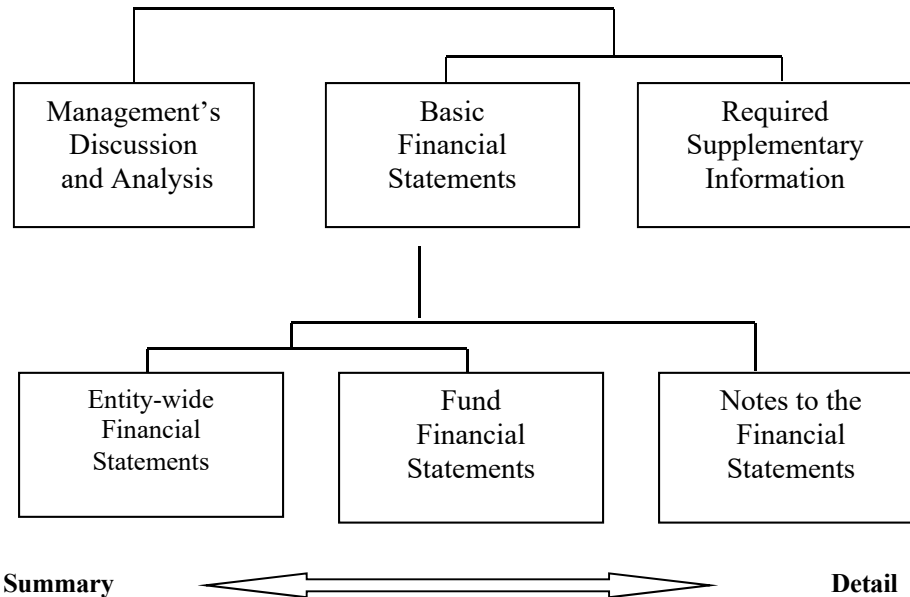 Management’s
Discussion
and Analysis
Basic
Financial
Statements
Required
Supplementary
Information
Entity-wide
Financial
Statements
Fund
Financial
Statements
Notes to the
Financial
Statements
Summary
Detail